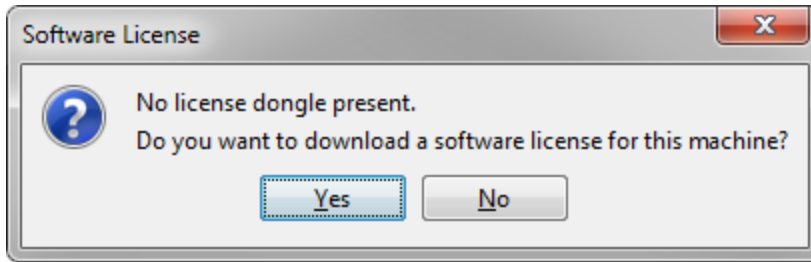 Software License
No license dongle present.
Do you want to download a software license for this machine?
Yes No